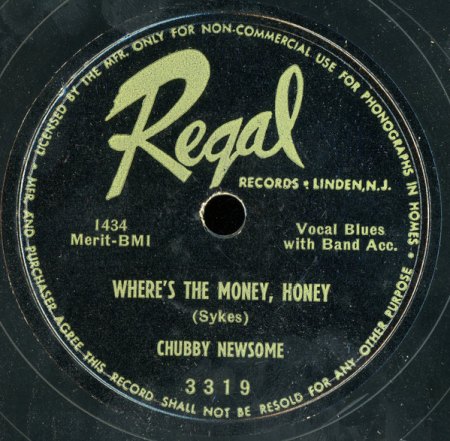 LICENSED BY THE MFR. ONLY FOR NON-COMMERCIAL USE FOR PHONOGRAPHS IN HOMES • MFR. AND PURCHASER AGREE THIS RECORD SHALL NOT BE RESOLD FOR ANY OTHER PURPOSE
Regal
RECORDS • LINDEN, N.J.
1434
Merit-BMI
Vocal Blues
with Band Acc.
WHERE'S THE MONEY, HONEY
(Sykes)
CHUBBY NEWSOME
3319